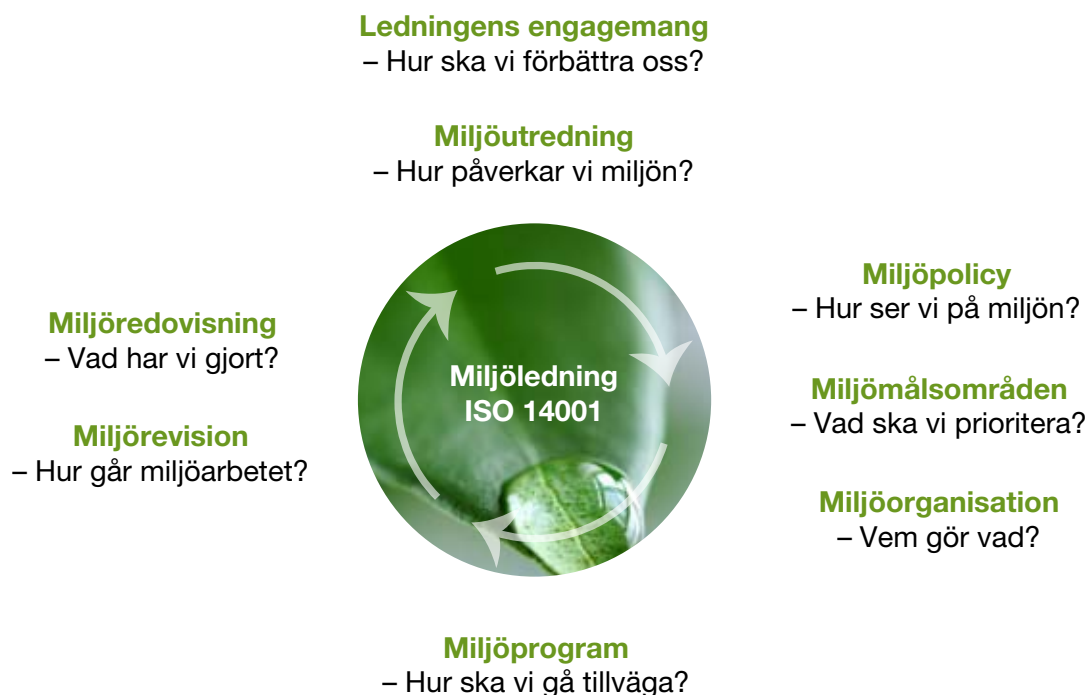 Ledningens engagemang
– Hur ska vi förbättra oss?
Miljöutredning
– Hur påverkar vi miljön?
Miljöpolicy
– Hur ser vi på miljön?
Miljömålsområden
– Vad ska vi prioritera?
Miljöorganisation
– Vem gör vad?
Miljöprogram
– Hur ska vi gå tillväga?
Miljörevision
– Hur går miljöarbetet?
Miljöredovisning
– Vad har vi gjort?
Miljöledning
ISO 14001